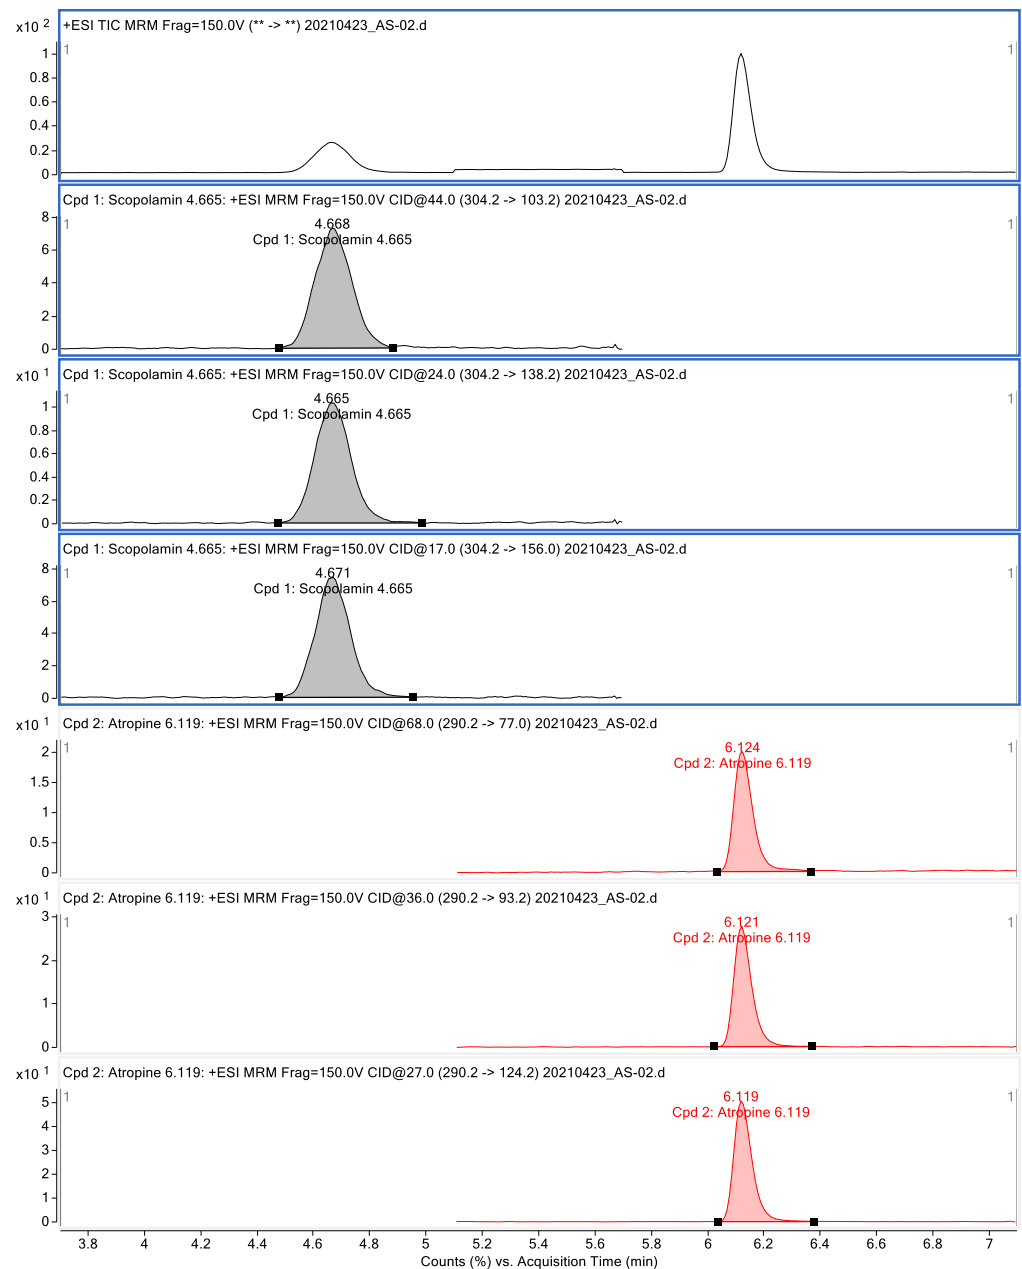 x10 2
+ESI TIC MRM Frag=150.0V (** -> **) 20210423_AS-02.d
1 1
1
0.8
0.6
0.4
0.2
0
Cpd 1: Scopolamin 4.665: +ESI MRM Frag=150.0V CID@44.0 (304.2 -> 103.2) 20210423_AS-02.d
1 1
8
6
4
2
0
4.668
Cpd 1: Scopolamin 4.665
x10 1
Cpd 1: Scopolamin 4.665: +ESI MRM Frag=150.0V CID@24.0 (304.2 -> 138.2) 20210423_AS-02.d
1 1
1
0.8
0.6
0.4
0.2
0
4.665
Cpd 1: Scopolamin 4.665
Cpd 1: Scopolamin 4.665: +ESI MRM Frag=150.0V CID@17.0 (304.2 -> 156.0) 20210423_AS-02.d
1 1
8
6
4
2
0
4.671
Cpd 1: Scopolamin 4.665
x10 1
Cpd 2: Atropine 6.119: +ESI MRM Frag=150.0V CID@68.0 (290.2 -> 77.0) 20210423_AS-02.d
1 1
2
1.5
1
0.5
0
6.124
Cpd 2: Atropine 6.119
x10 1
Cpd 2: Atropine 6.119: +ESI MRM Frag=150.0V CID@36.0 (290.2 -> 93.2) 20210423_AS-02.d
1 1
3
2
1
0
6.121
Cpd 2: Atropine 6.119
x10 1
Cpd 2: Atropine 6.119: +ESI MRM Frag=150.0V CID@27.0 (290.2 -> 124.2) 20210423_AS-02.d
1 1
5
4
3
2
1
0
6.119
Cpd 2: Atropine 6.119
3.8 4 4.2 4.4 4.6 4.8 5 5.2 5.4 5.6 5.8 6 6.2 6.4 6.6 6.8 7
Counts (%) vs. Acquisition Time (min)